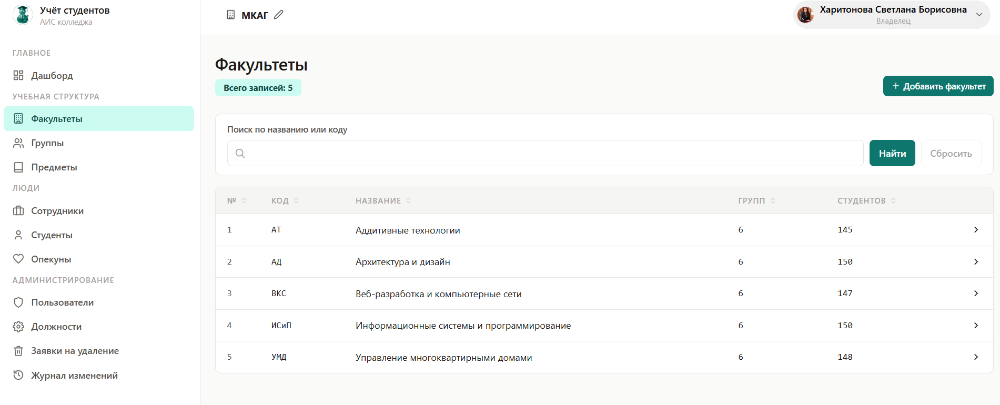 Учёт студентов
АИС колледжа
МКАГ
Харитонова Светлана Борисовна
Владелец
ГЛАВНОЕ
Дашборд
УЧЕБНАЯ СТРУКТУРА
Факультеты
Группы
Предметы
ЛЮДИ
Сотрудники
Студенты
Опекуны
АДМИНИСТРИРОВАНИЕ
Пользователи
Должности
Заявки на удаление
Журнал изменений
Факультеты
Всего записей: 5
+ Добавить факультет
Поиск по названию или коду
Найти
Сбросить
№ КОД НАЗВАНИЕ ГРУПП СТУДЕНТОВ
1 АТ Аддитивные технологии 6 145
2 АД Архитектура и дизайн 6 150
3 ВКС Веб-разработка и компьютерные сети 6 147
4 ИСиП Информационные системы и программирование 6 150
5 УМД Управление многоквартирными домами 6 148